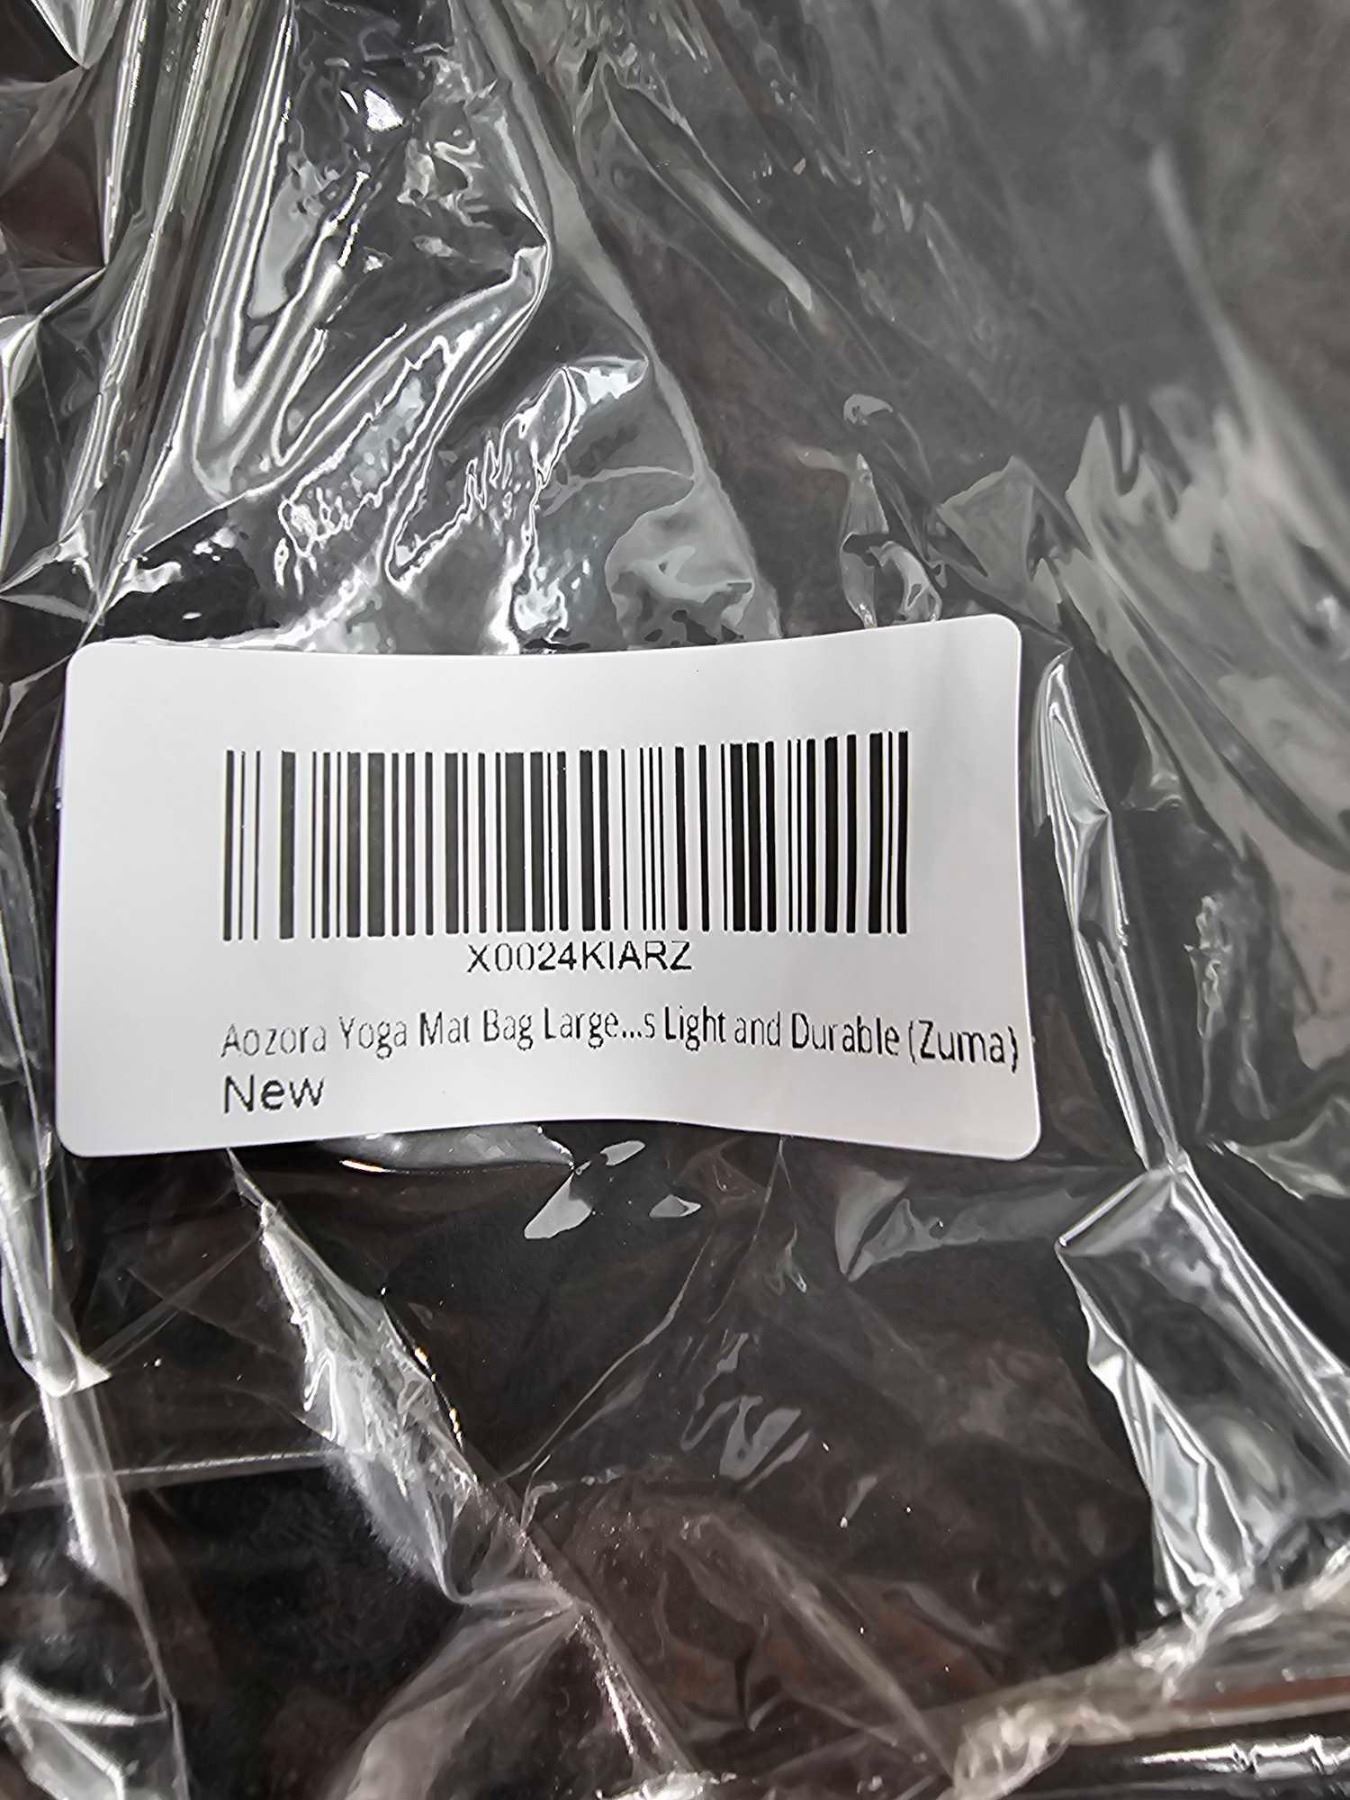 X0024KIARZ
Aozora Yoga Mat Bag Large...s Light and Durable (Zuma)
New